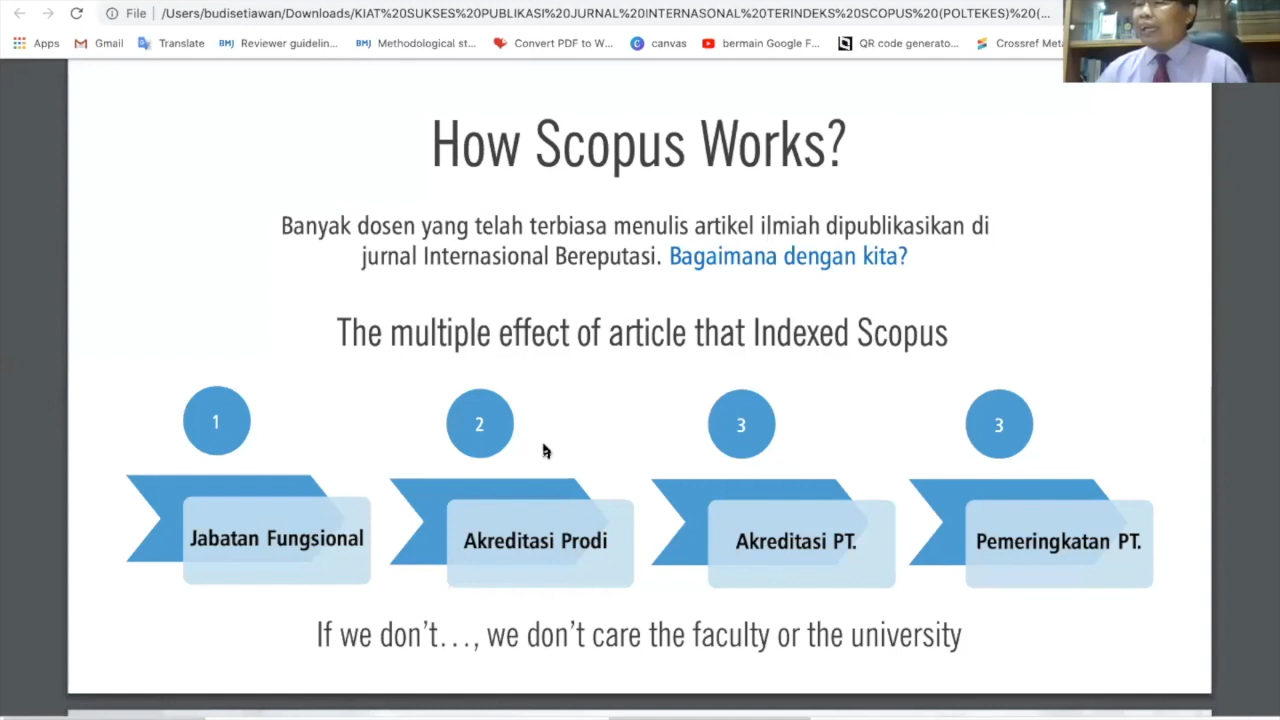 File
/Users/budisetiawan/Downloads/KIAT%20SUKSES%20PUBLIKASI%20JURNAL%20INTERNASONAL%20TERINDEKS%20SCOPUS%20(POLTEKES)%20(...
Apps Gmail Translate BMJ Reviewer guidelin... BMJ Methodological st... Convert PDF to W... C canvas bermain Google F... QR code generato... Crossref Meta
How Scopus Works?
Banyak dosen yang telah terbiasa menulis artikel ilmiah dipublikasikan di
jurnal Internasional Bereputasi. Bagaimana dengan kita?
The multiple effect of article that Indexed Scopus
1
2
3
3
Jabatan Fungsional
Akreditasi Prodi
Akreditasi PT.
Pemeringkatan PT.
If we don't..., we don't care the faculty or the university